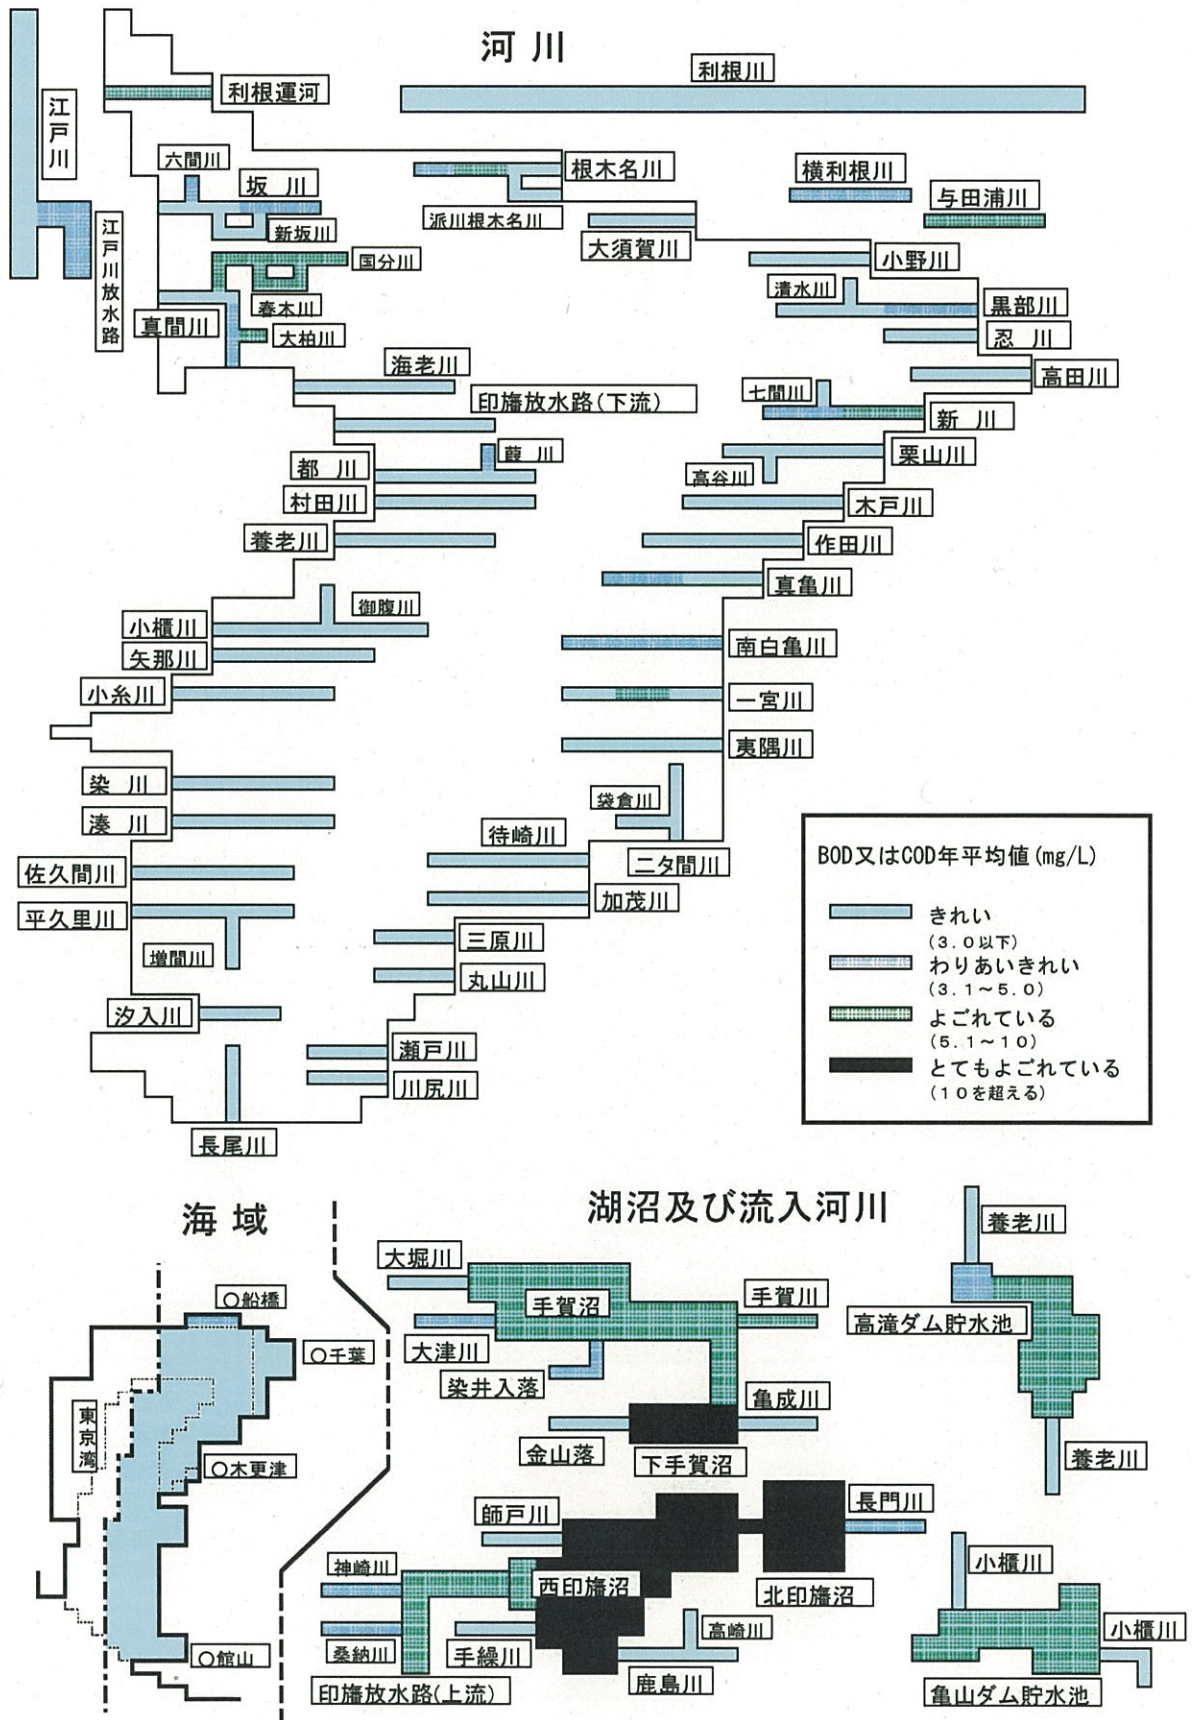 河川
利根川
江戸川
利根運河
六間川
坂 川
根木名川
横利根川
与田浦川
江戸川放水路
新坂川
派川根木名川
大須賀川
国分川
小野川
清水川
春木川
黒部川
真間川
大柏川
忍 川
海老川
高田川
印旛放水路(下流)
七間川
新 川
葭 川
都 川
栗山川
高谷川
村田川
木戸川
養老川
作田川
真亀川
御腹川
小櫃川
南白亀川
矢那川
小糸川
一宮川
夷隅川
染 川
袋倉川
湊 川
待崎川
二タ間川
佐久間川
加茂川
平久里川
三原川
増間川
丸山川
汐入川
瀬戸川
川尻川
長尾川
BOD又はCOD年平均値(mg/L)
きれい
(3.0以下)
わりあいきれい
(3.1~5.0)
よごれている
(5.1~10)
とてもよごれている
(10を超える)
海域
○船橋
○千葉
東京湾
○木更津
○館山
湖沼及び流入河川
大堀川
手賀沼
手賀川
大津川
染井入落
亀成川
金山落
下手賀沼
師戸川
長門川
神崎川
西印旛沼
北印旛沼
桑納川
手繰川
高崎川
印旛放水路(上流)
鹿島川
養老川
高滝ダム貯水池
養老川
小櫃川
小櫃川
亀山ダム貯水池